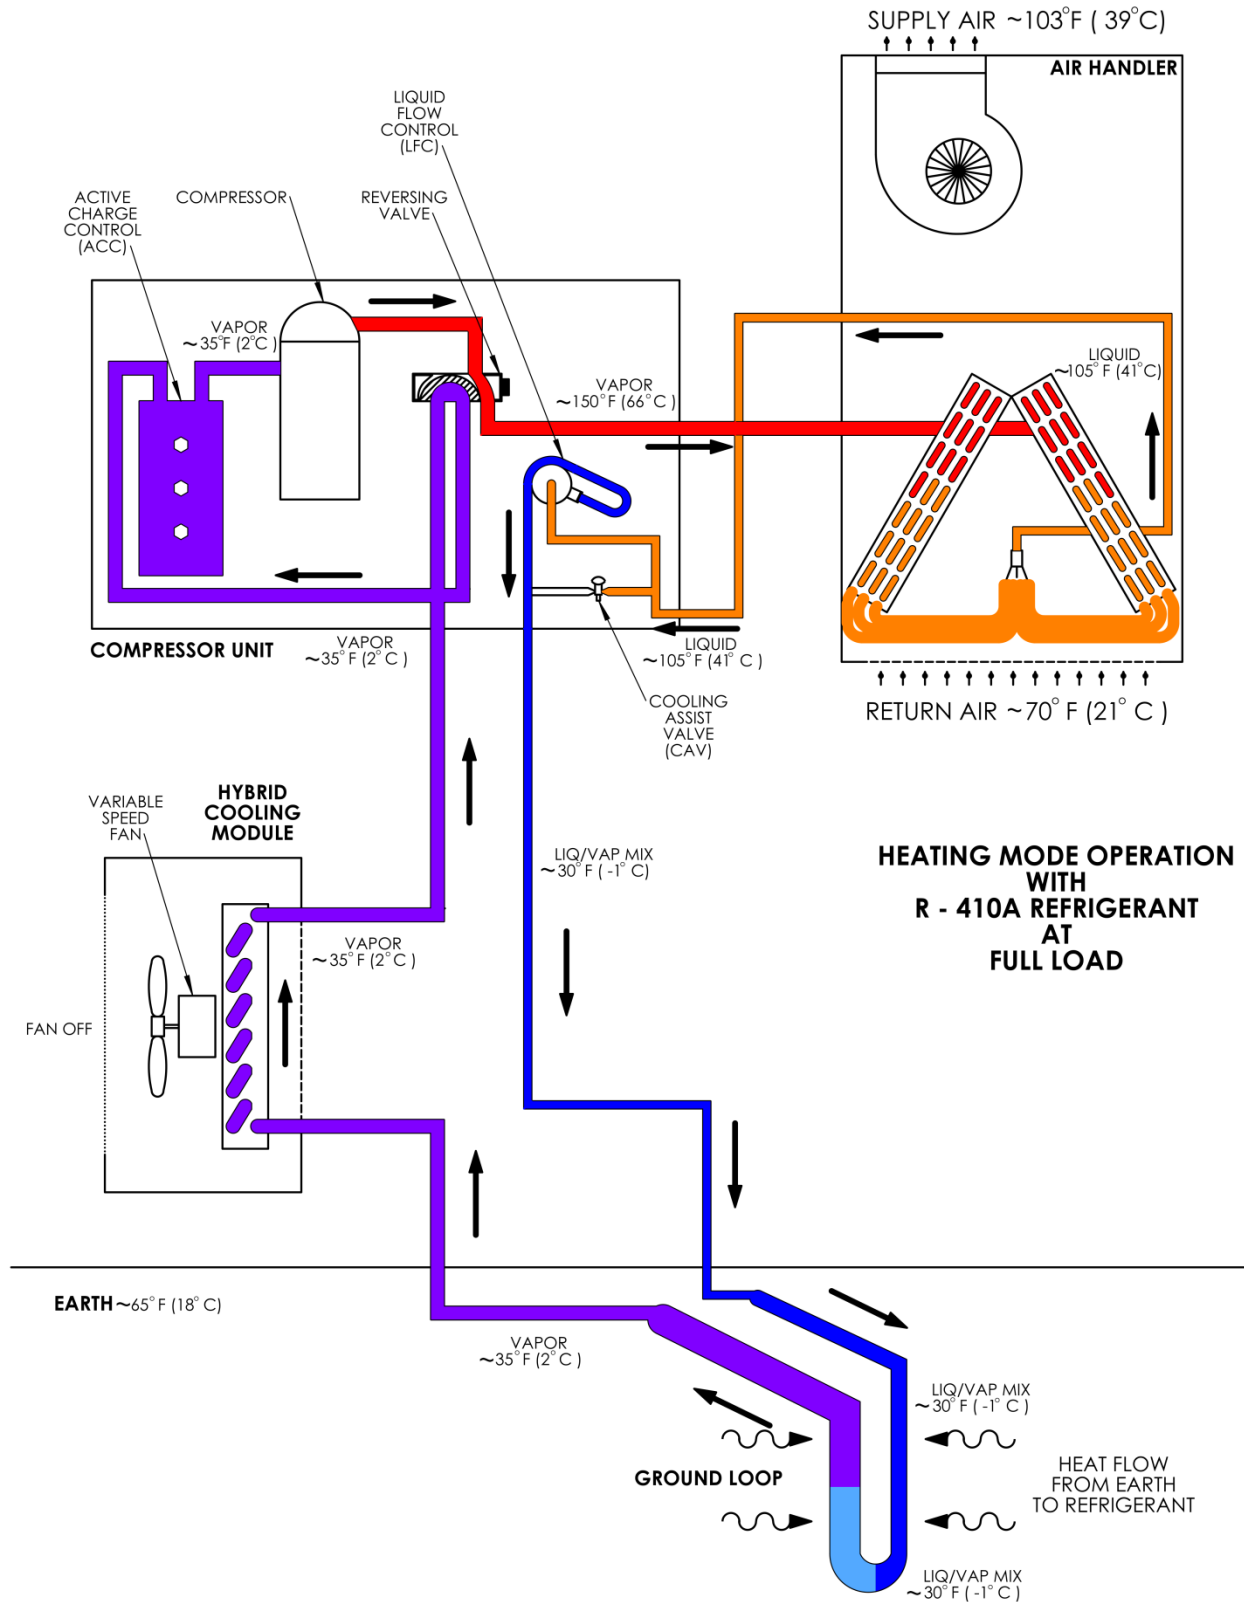 SUPPLY AIR ~103°F ( 39°C)
AIR HANDLER
LIQUID
FLOW
CONTROL
(LFC)
ACTIVE
CHARGE
CONTROL
(ACC)
COMPRESSOR
REVERSING
VALVE
VAPOR
~35°F (2°C )
VAPOR
~150°F (66°C )
LIQUID
~105°F (41°C)
COMPRESSOR UNIT
VAPOR
~35°F (2°C )
LIQUID
~105°F (41°C )
COOLING
ASSIST
VALVE
(CAV)
RETURN AIR ~70°F (21°C )
VARIABLE
SPEED
FAN
HYBRID
COOLING
MODULE
LIQ/VAP MIX
~30°F ( -1°C)
HEATING MODE OPERATION
WITH
R - 410A REFRIGERANT
AT
FULL LOAD
VAPOR
~35°F (2°C )
FAN OFF
EARTH ~65°F (18°C)
VAPOR
~35°F (2°C )
LIQ/VAP MIX
~30°F ( -1°C)
GROUND LOOP
HEAT FLOW
FROM EARTH
TO REFRIGERANT
LIQ/VAP MIX
~30°F ( -1°C )